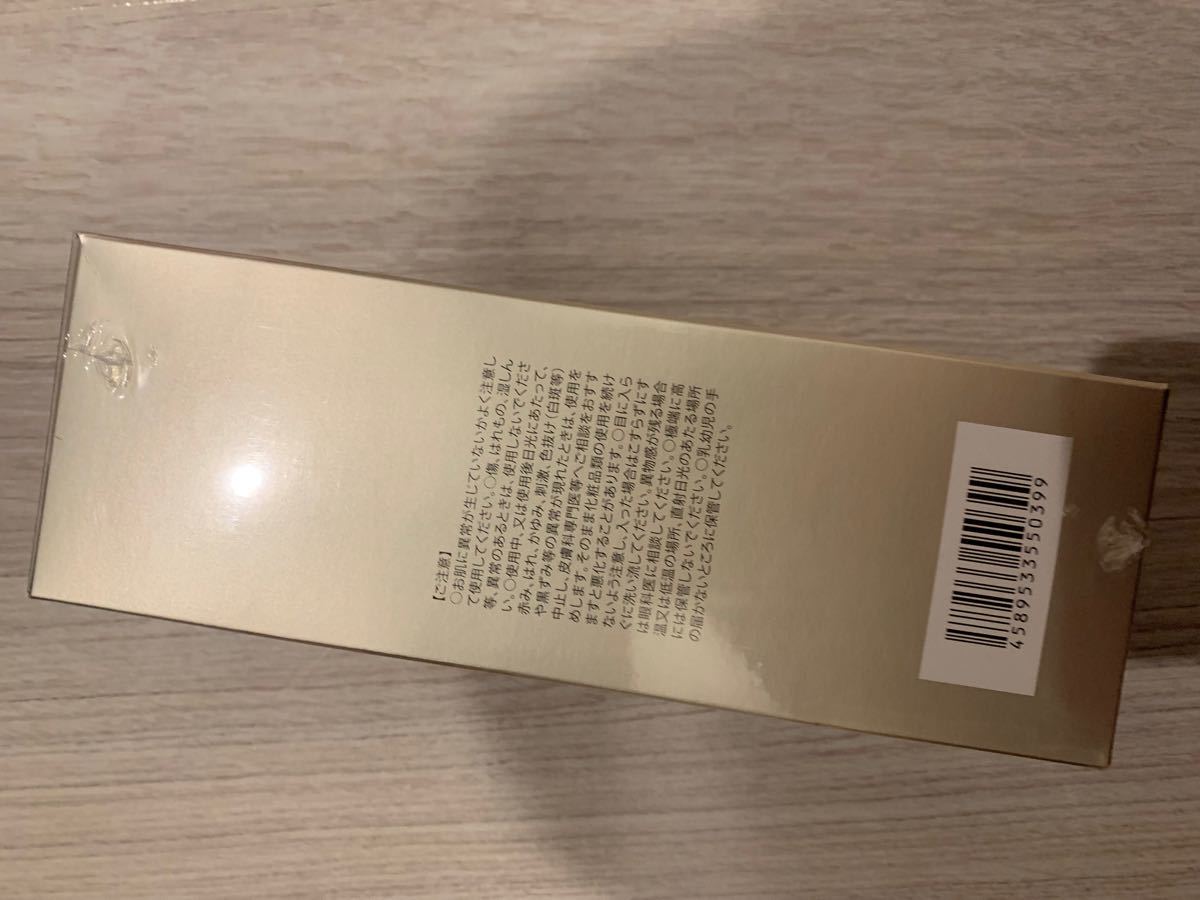 【ご注意】
○お肌に異常が生じていないかよく注意し
て使用してください。○傷、はれもの、湿しん
等、異常のあるときは、使用しないでくださ
い。○使用中、又は使用後日光にあたって、
赤み、はれ、かゆみ、刺激、色抜け(白斑等)
や黒ずみ等の異常が現れたときは、使用を
中止し、皮膚科専門医等へご相談をおすす
めします。そのまま化粧品類の使用を続け
ますと悪化することがあります。○目に入ら
ないよう注意し、入った場合はこすらずにす
ぐに洗い流してください。異物感が残る場合
は眼科医に相談してください。○極端に高
温又は低温の場所、直射日光のあたる場所
には保管しないでください。○乳幼児の手
の届かないところに保管してください。
4589533550399